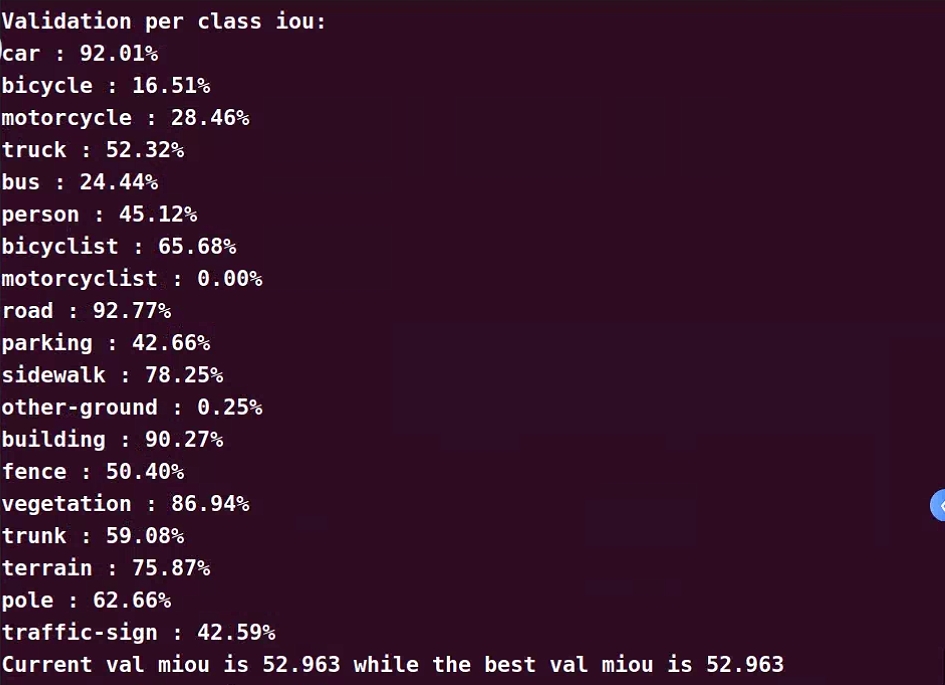 Validation per class iou:
car : 92.01%
bicycle : 16.51%
motorcycle : 28.46%
truck : 52.32%
bus : 24.44%
person : 45.12%
bicyclist : 65.68%
motorcyclist : 0.00%
road : 92.77%
parking : 42.66%
sidewalk : 78.25%
other-ground : 0.25%
building : 90.27%
fence : 50.40%
vegetation : 86.94%
trunk : 59.08%
terrain : 75.87%
pole : 62.66%
traffic-sign : 42.59%
Current val miou is 52.963 while the best val miou is 52.963